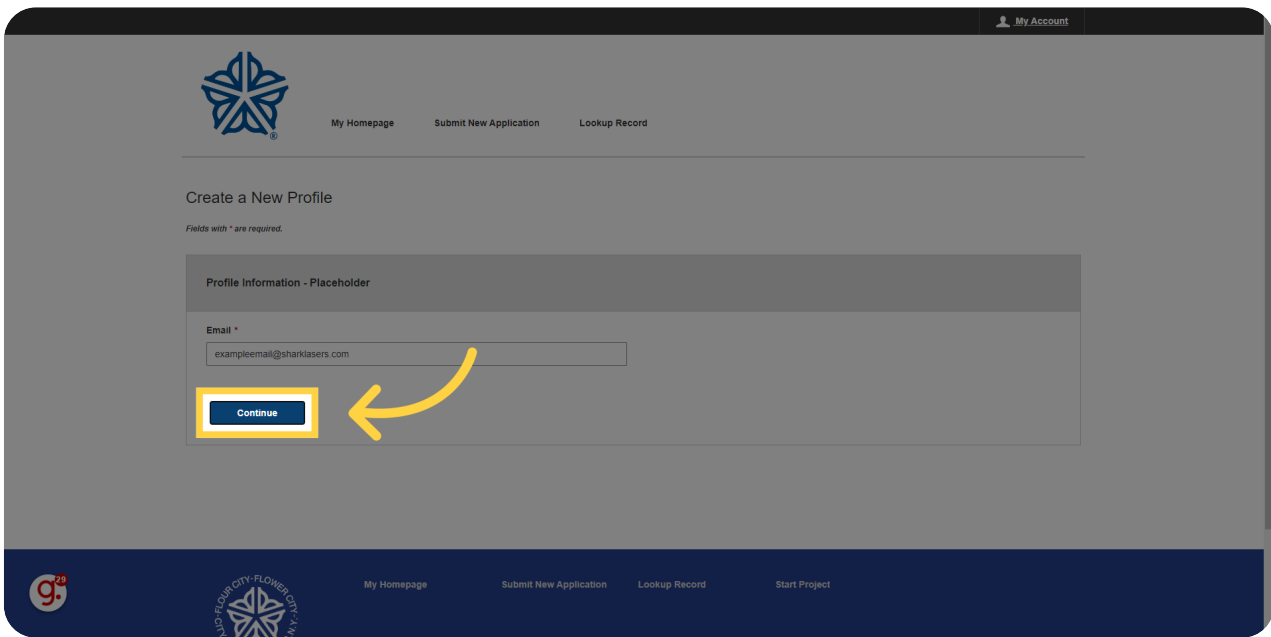 My Account
®
My Homepage Submit New Application Lookup Record
Create a New Profile
Fields with * are required.
Profile Information - Placeholder
Email *
exampleemail@sharklasers.com
Continue
g. 29
My Homepage Submit New Application Lookup Record Start Project
FLOUR CITY · FLOWER CITY